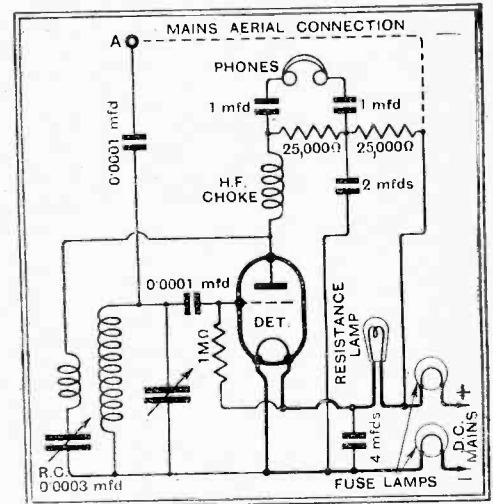 MAINS AERIAL CONNECTION
A
PHONES
1 mfd
1 mfd
0·0001 mfd
25,000Ω
25,000Ω
H.F.
CHOKE
2 mfds
0·0001 mfd
DET.
1MΩ
RESISTANCE
LAMP
4 mfds
+
D.C.
MAINS
–
R.C.
0·0003 mfd
FUSE LAMPS